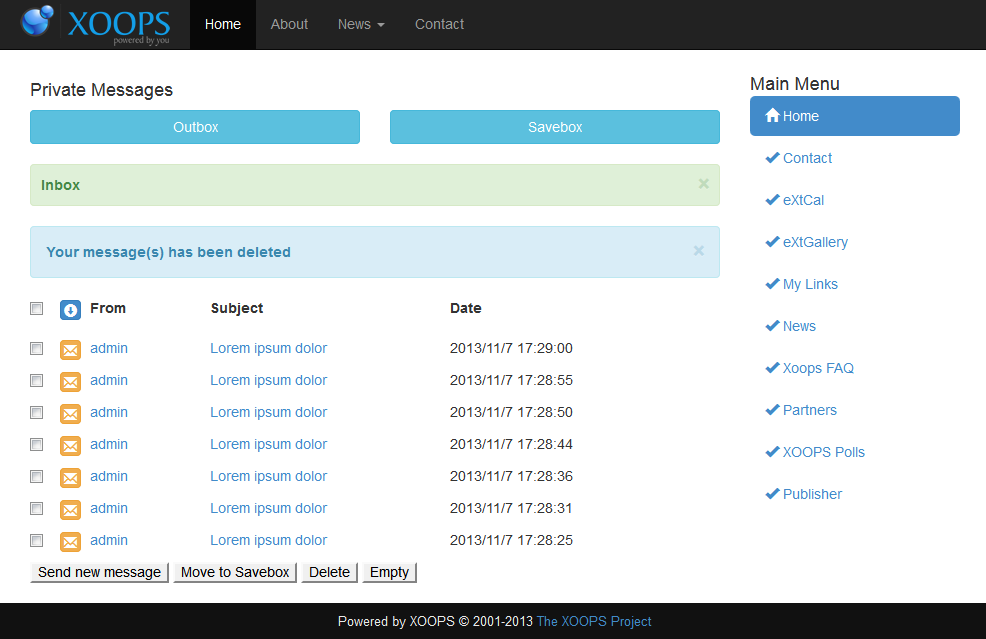 XOOPS
powered by you
Home About News Contact
Private Messages
Outbox Savebox
Inbox ×
Your message(s) has been deleted ×
From Subject Date
admin Lorem ipsum dolor 2013/11/7 17:29:00
admin Lorem ipsum dolor 2013/11/7 17:28:55
admin Lorem ipsum dolor 2013/11/7 17:28:50
admin Lorem ipsum dolor 2013/11/7 17:28:44
admin Lorem ipsum dolor 2013/11/7 17:28:36
admin Lorem ipsum dolor 2013/11/7 17:28:31
admin Lorem ipsum dolor 2013/11/7 17:28:25
Send new message Move to Savebox Delete Empty
Main Menu
Home
Contact
eXtCal
eXtGallery
My Links
News
Xoops FAQ
Partners
XOOPS Polls
Publisher
Powered by XOOPS © 2001-2013 The XOOPS Project